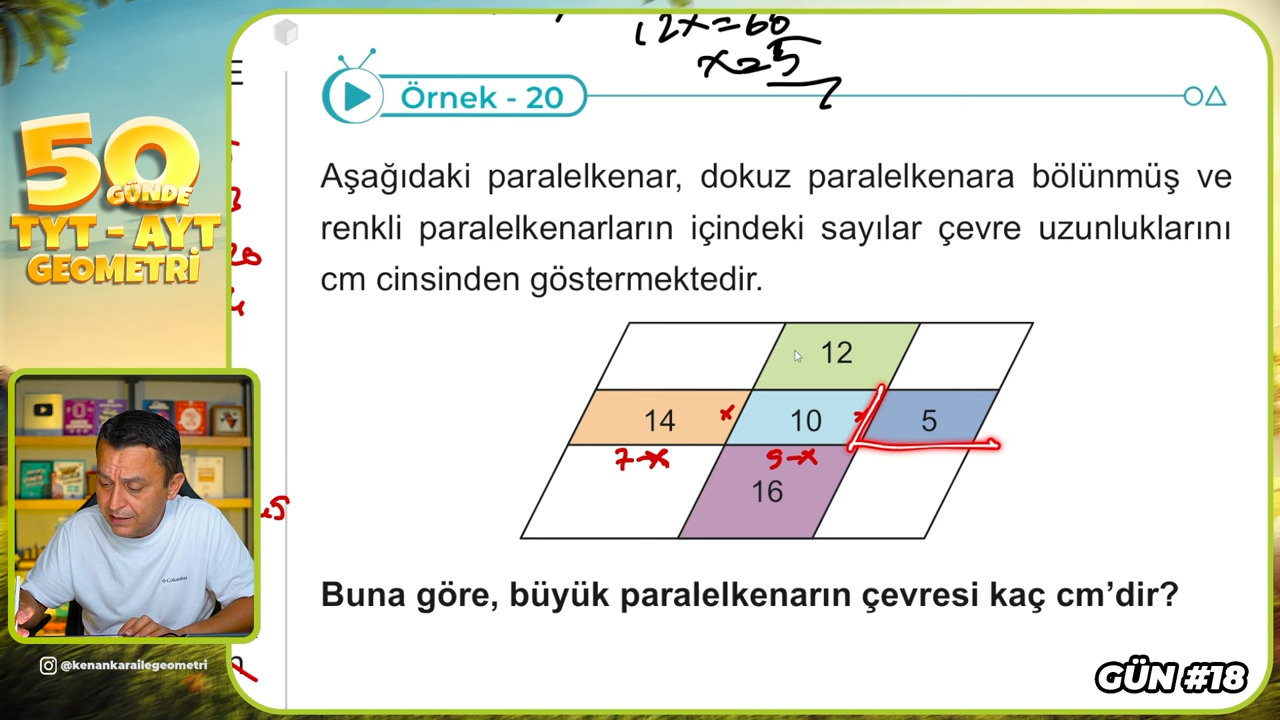 12x=60
x=5
Örnek - 20
50
GÜNDE
TYT - AYT
GEOMETRİ
Aşağıdaki paralelkenar, dokuz paralelkenara bölünmüş ve
renkli paralelkenarların içindeki sayılar çevre uzunluklarını
cm cinsinden göstermektedir.
12
14 x 10 5
7-x 5-x
16
Buna göre, büyük paralelkenarın çevresi kaç cm'dir?
Columbia
@kenankarailegeometri
GÜN #18